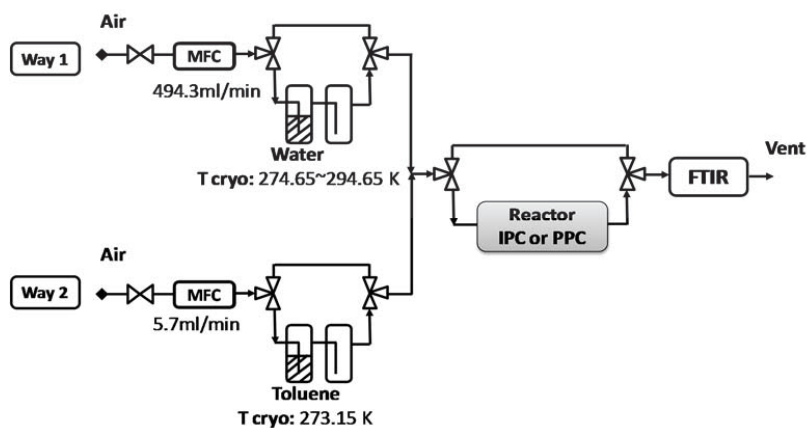 Air
Way 1
MFC
494.3ml/min
Water
T cryo: 274.65~294.65 K
Vent
FTIR
Reactor
IPC or PPC
Air
Way 2
MFC
5.7ml/min
Toluene
T cryo: 273.15 K